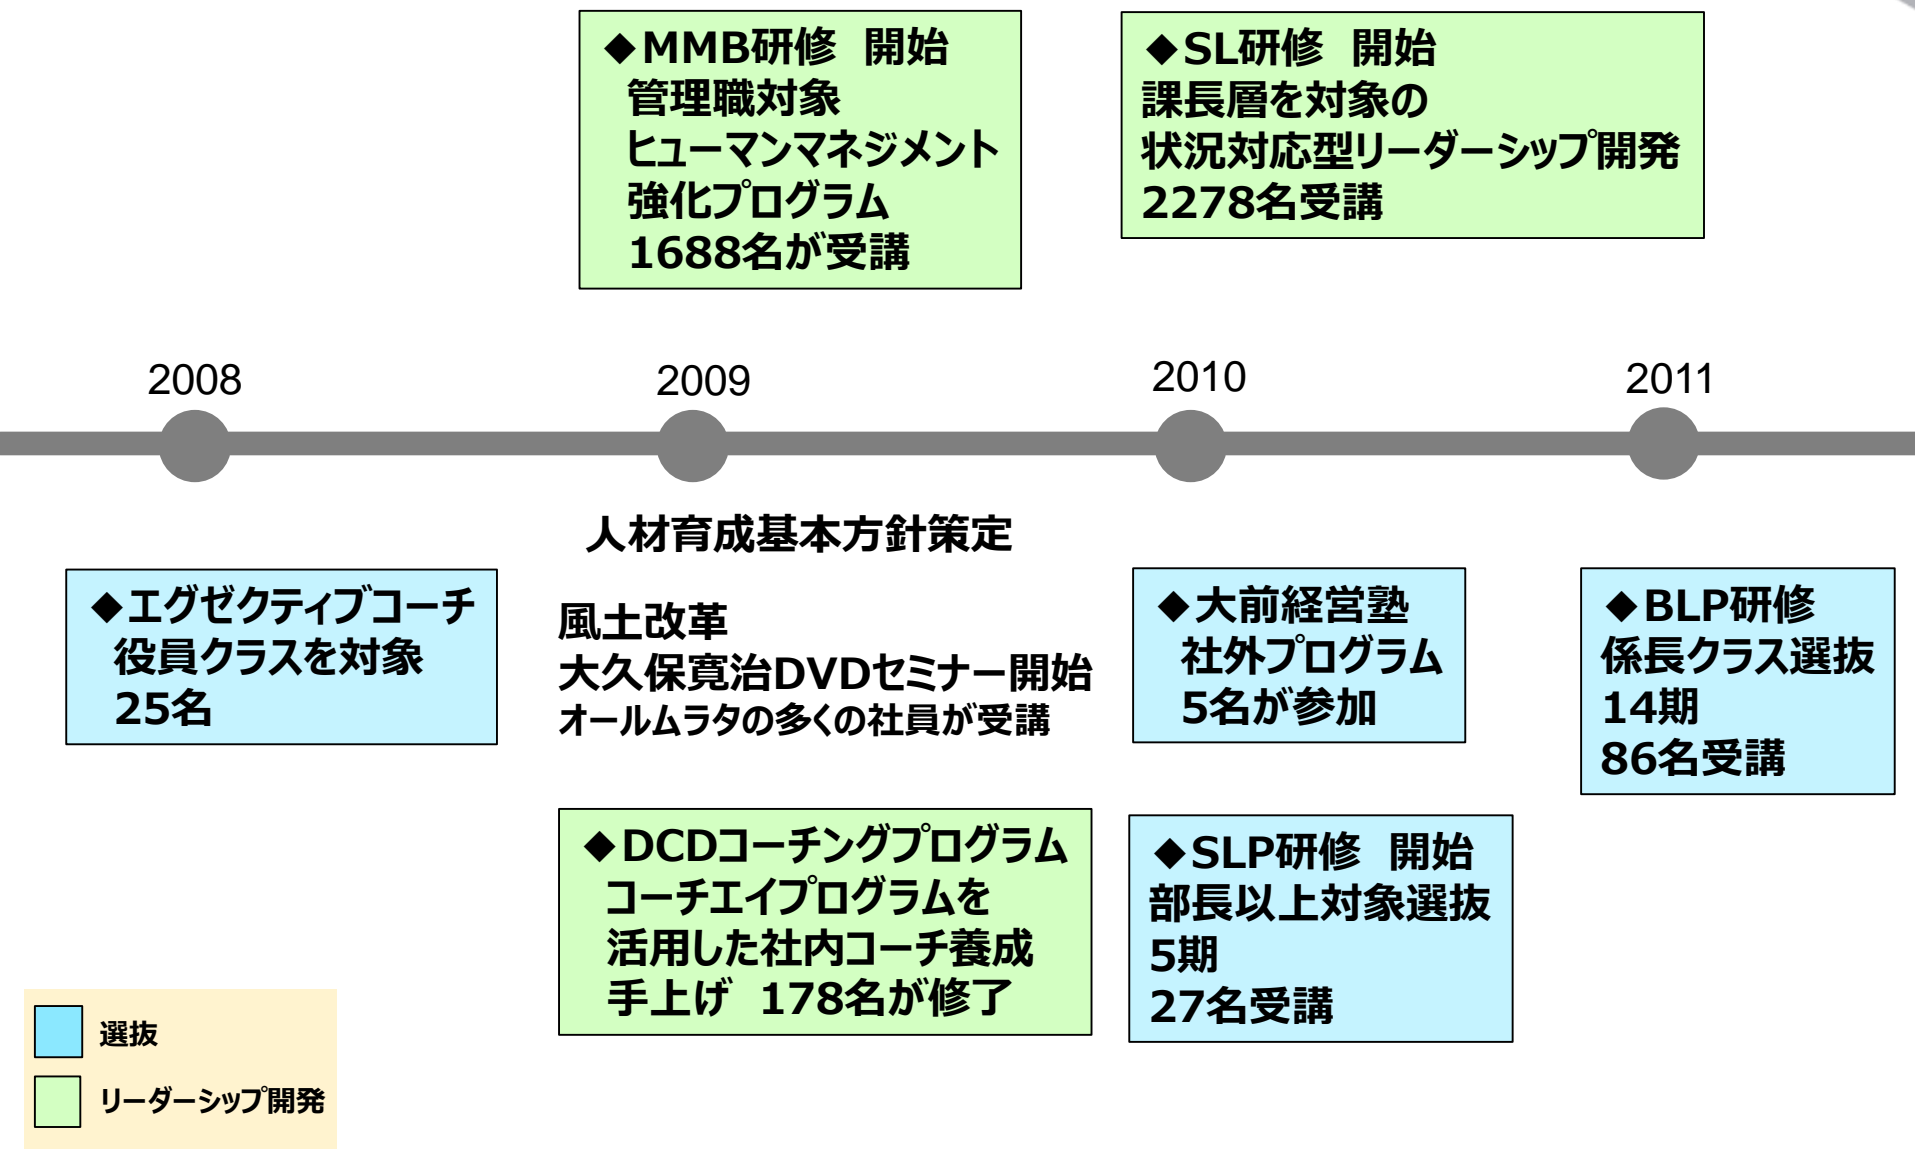 ◆MMB研修　開始
管理職対象
ヒューマンマネジメント
強化プログラム
1688名が受講
◆SL研修　開始
課長層を対象の
状況対応型リーダーシップ開発
2278名受講
2008
2009
2010
2011
人材育成基本方針策定
◆エグゼクティブコーチ
役員クラスを対象
25名
風土改革
大久保寛治DVDセミナー開始
オールムラタの多くの社員が受講
◆大前経営塾
社外プログラム
5名が参加
◆BLP研修
係長クラス選抜
14期
86名受講
◆DCDコーチングプログラム
コーチエイプログラムを
活用した社内コーチ養成
手上げ　178名が修了
◆SLP研修　開始
部長以上対象選抜
5期
27名受講
選抜
リーダーシップ開発